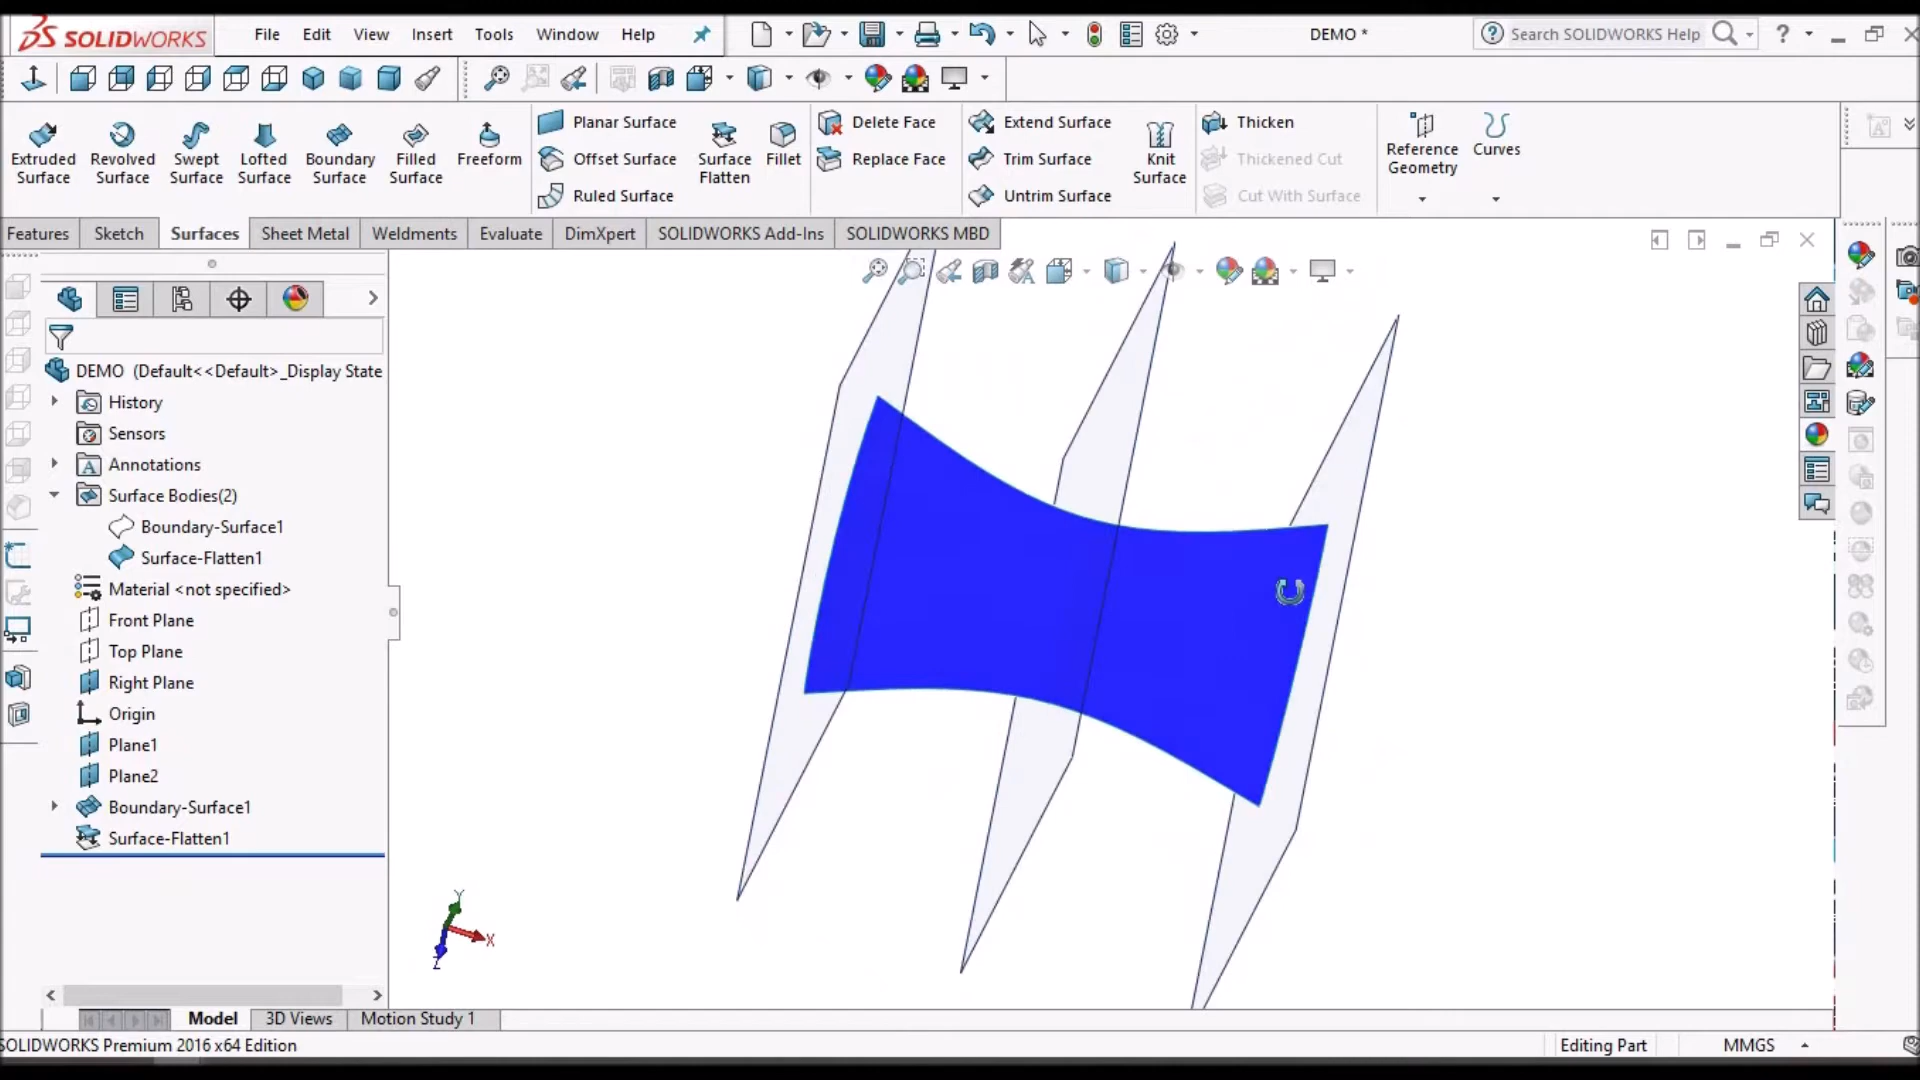 SOLIDWORKS File Edit View Insert Tools Window Help DEMO * Search SOLIDWORKS Help ?
Extruded Surface
Revolved Surface
Swept Surface
Lofted Surface
Boundary Surface
Filled Surface
Freeform
Planar Surface
Offset Surface
Ruled Surface
Surface Flatten
Fillet
Delete Face
Replace Face
Extend Surface
Trim Surface
Untrim Surface
Knit Surface
Thicken
Thickened Cut
Cut With Surface
Reference Geometry
Curves
Features Sketch Surfaces Sheet Metal Weldments Evaluate DimXpert SOLIDWORKS Add-Ins SOLIDWORKS MBD
DEMO (Default<<Default>_Display State
History
Sensors
Annotations
Surface Bodies(2)
Boundary-Surface1
Surface-Flatten1
Material <not specified>
Front Plane
Top Plane
Right Plane
Origin
Plane1
Plane2
Boundary-Surface1
Surface-Flatten1
Y
X
Z
Model 3D Views Motion Study 1
SOLIDWORKS Premium 2016 x64 Edition Editing Part MMGS